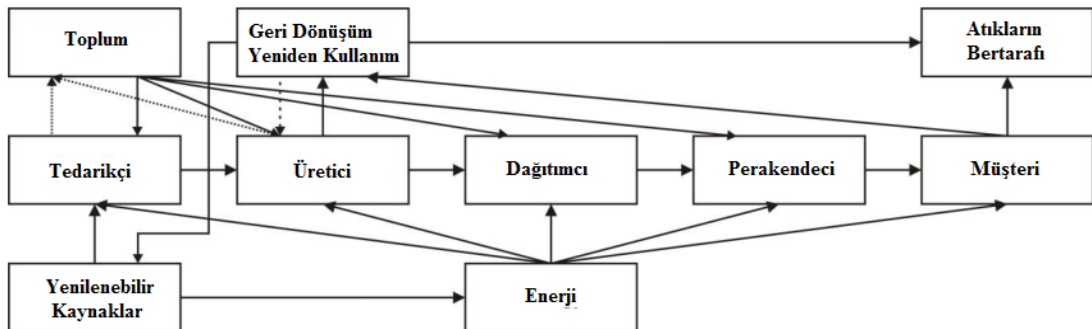 Toplum
Geri Dönüşüm
Yeniden Kullanım
Atıkların
Bertarafı
Tedarikçi
Üretici
Dağıtımcı
Perakendeci
Müşteri
Yenilenebilir
Kaynaklar
Enerji